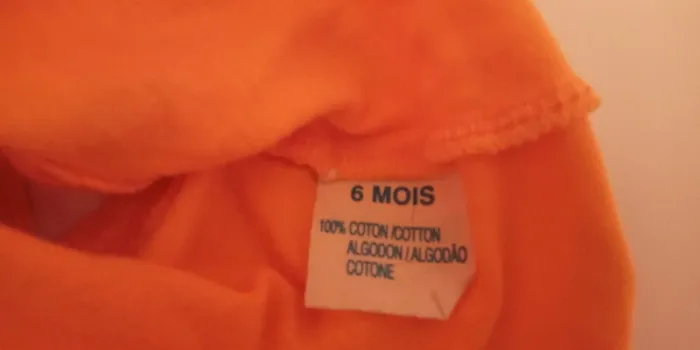 6 MOIS
100% COTON/COTTON
ALGODON/ALGODÃO
COTONE